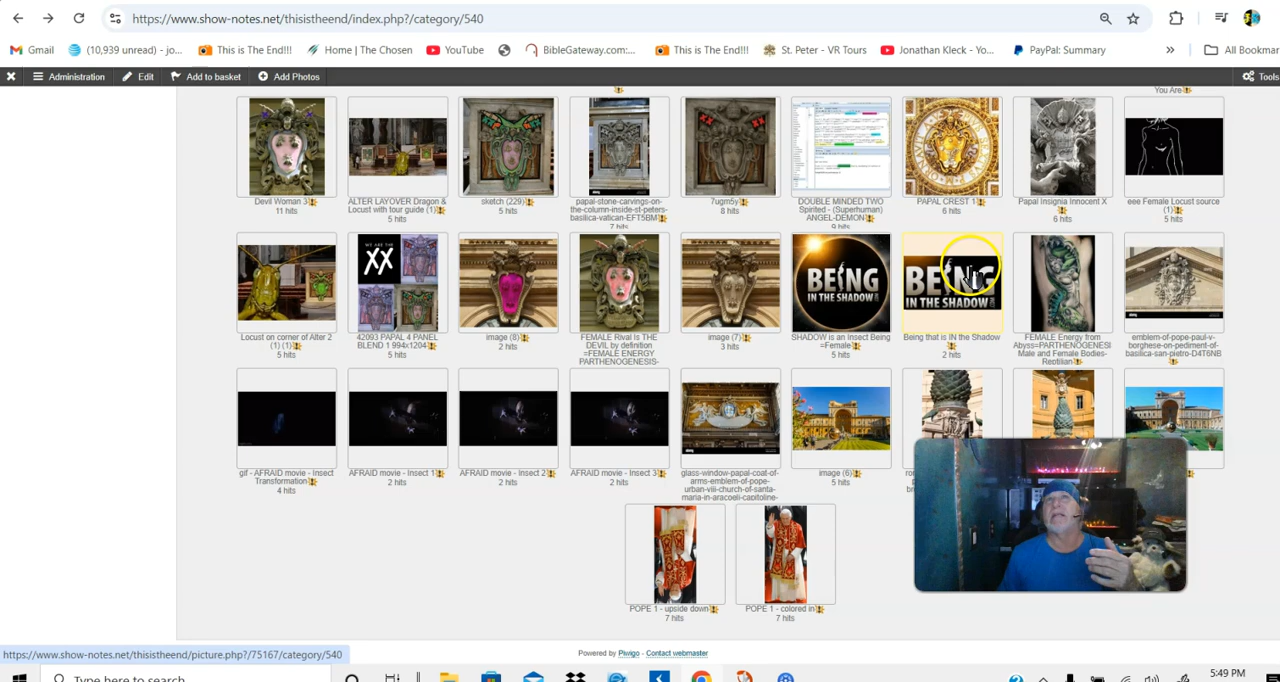 https://www.show-notes.net/thisistheend/index.php?/category/540
Gmail
(10,939 unread) - jo...
This is The End!!!
Home | The Chosen
YouTube
BibleGateway.com:...
This is The End!!!
St. Peter - VR Tours
Jonathan Kleck - Yo...
PayPal: Summary
»
All Bookmar
Administration
Edit
Add to basket
Add Photos
Tools
You Are
Devil Woman 3
11 hits
ALTER LAYOVER Dragon &
Locust with tour guide (1)
5 hits
sketch (229)
5 hits
papal-stone-carvings-on-
the-column-inside-st-peters-
basilica-vatican-EFT5BM
7 hits
7ugm5y
8 hits
DOUBLE MINDED TWO
Spirited - (Superhuman)
ANGEL-DEMON
9 hits
PAPAL CREST 1
6 hits
Papal Insignia Innocent X
6 hits
eee Female Locust source
(1)
5 hits
WE ARE THE
XX
BEING
IN THE SHADOW
BEING
IN THE SHADOW
Locust on corner of Alter 2
(1) (1)
5 hits
42093 PAPAL 4 PANEL
BLEND 1 994x1204
5 hits
image (8)
2 hits
FEMALE Rival Is THE
DEVIL by definition
=FEMALE ENERGY
PARTHENOGENESIS-
image (7)
3 hits
SHADOW is an Insect Being
=Female
5 hits
Being that is IN the Shadow
2 hits
FEMALE Energy from
Abyss=PARTHENOGENESI
Male and Female Bodies-
Reptilian
emblem-of-pope-paul-v-
borghese-on-pediment-of-
basilica-san-pietro-D4T6NB
gif - AFRAID movie - Insect
Transformation
4 hits
AFRAID movie - Insect 1
2 hits
AFRAID movie - Insect 2
2 hits
AFRAID movie - Insect 3
2 hits
glass-window-papal-coat-of-
arms-emblem-of-pope-
urban-viii-church-of-santa-
maria-in-aracoeli-capitoline-
image (6)
5 hits
POPE 1 - upside down
7 hits
POPE 1 - colored in
7 hits
https://www.show-notes.net/thisistheend/picture.php?/75167/category/540
Powered by Piwigo - Contact webmaster
Type here to search
5:49 PM